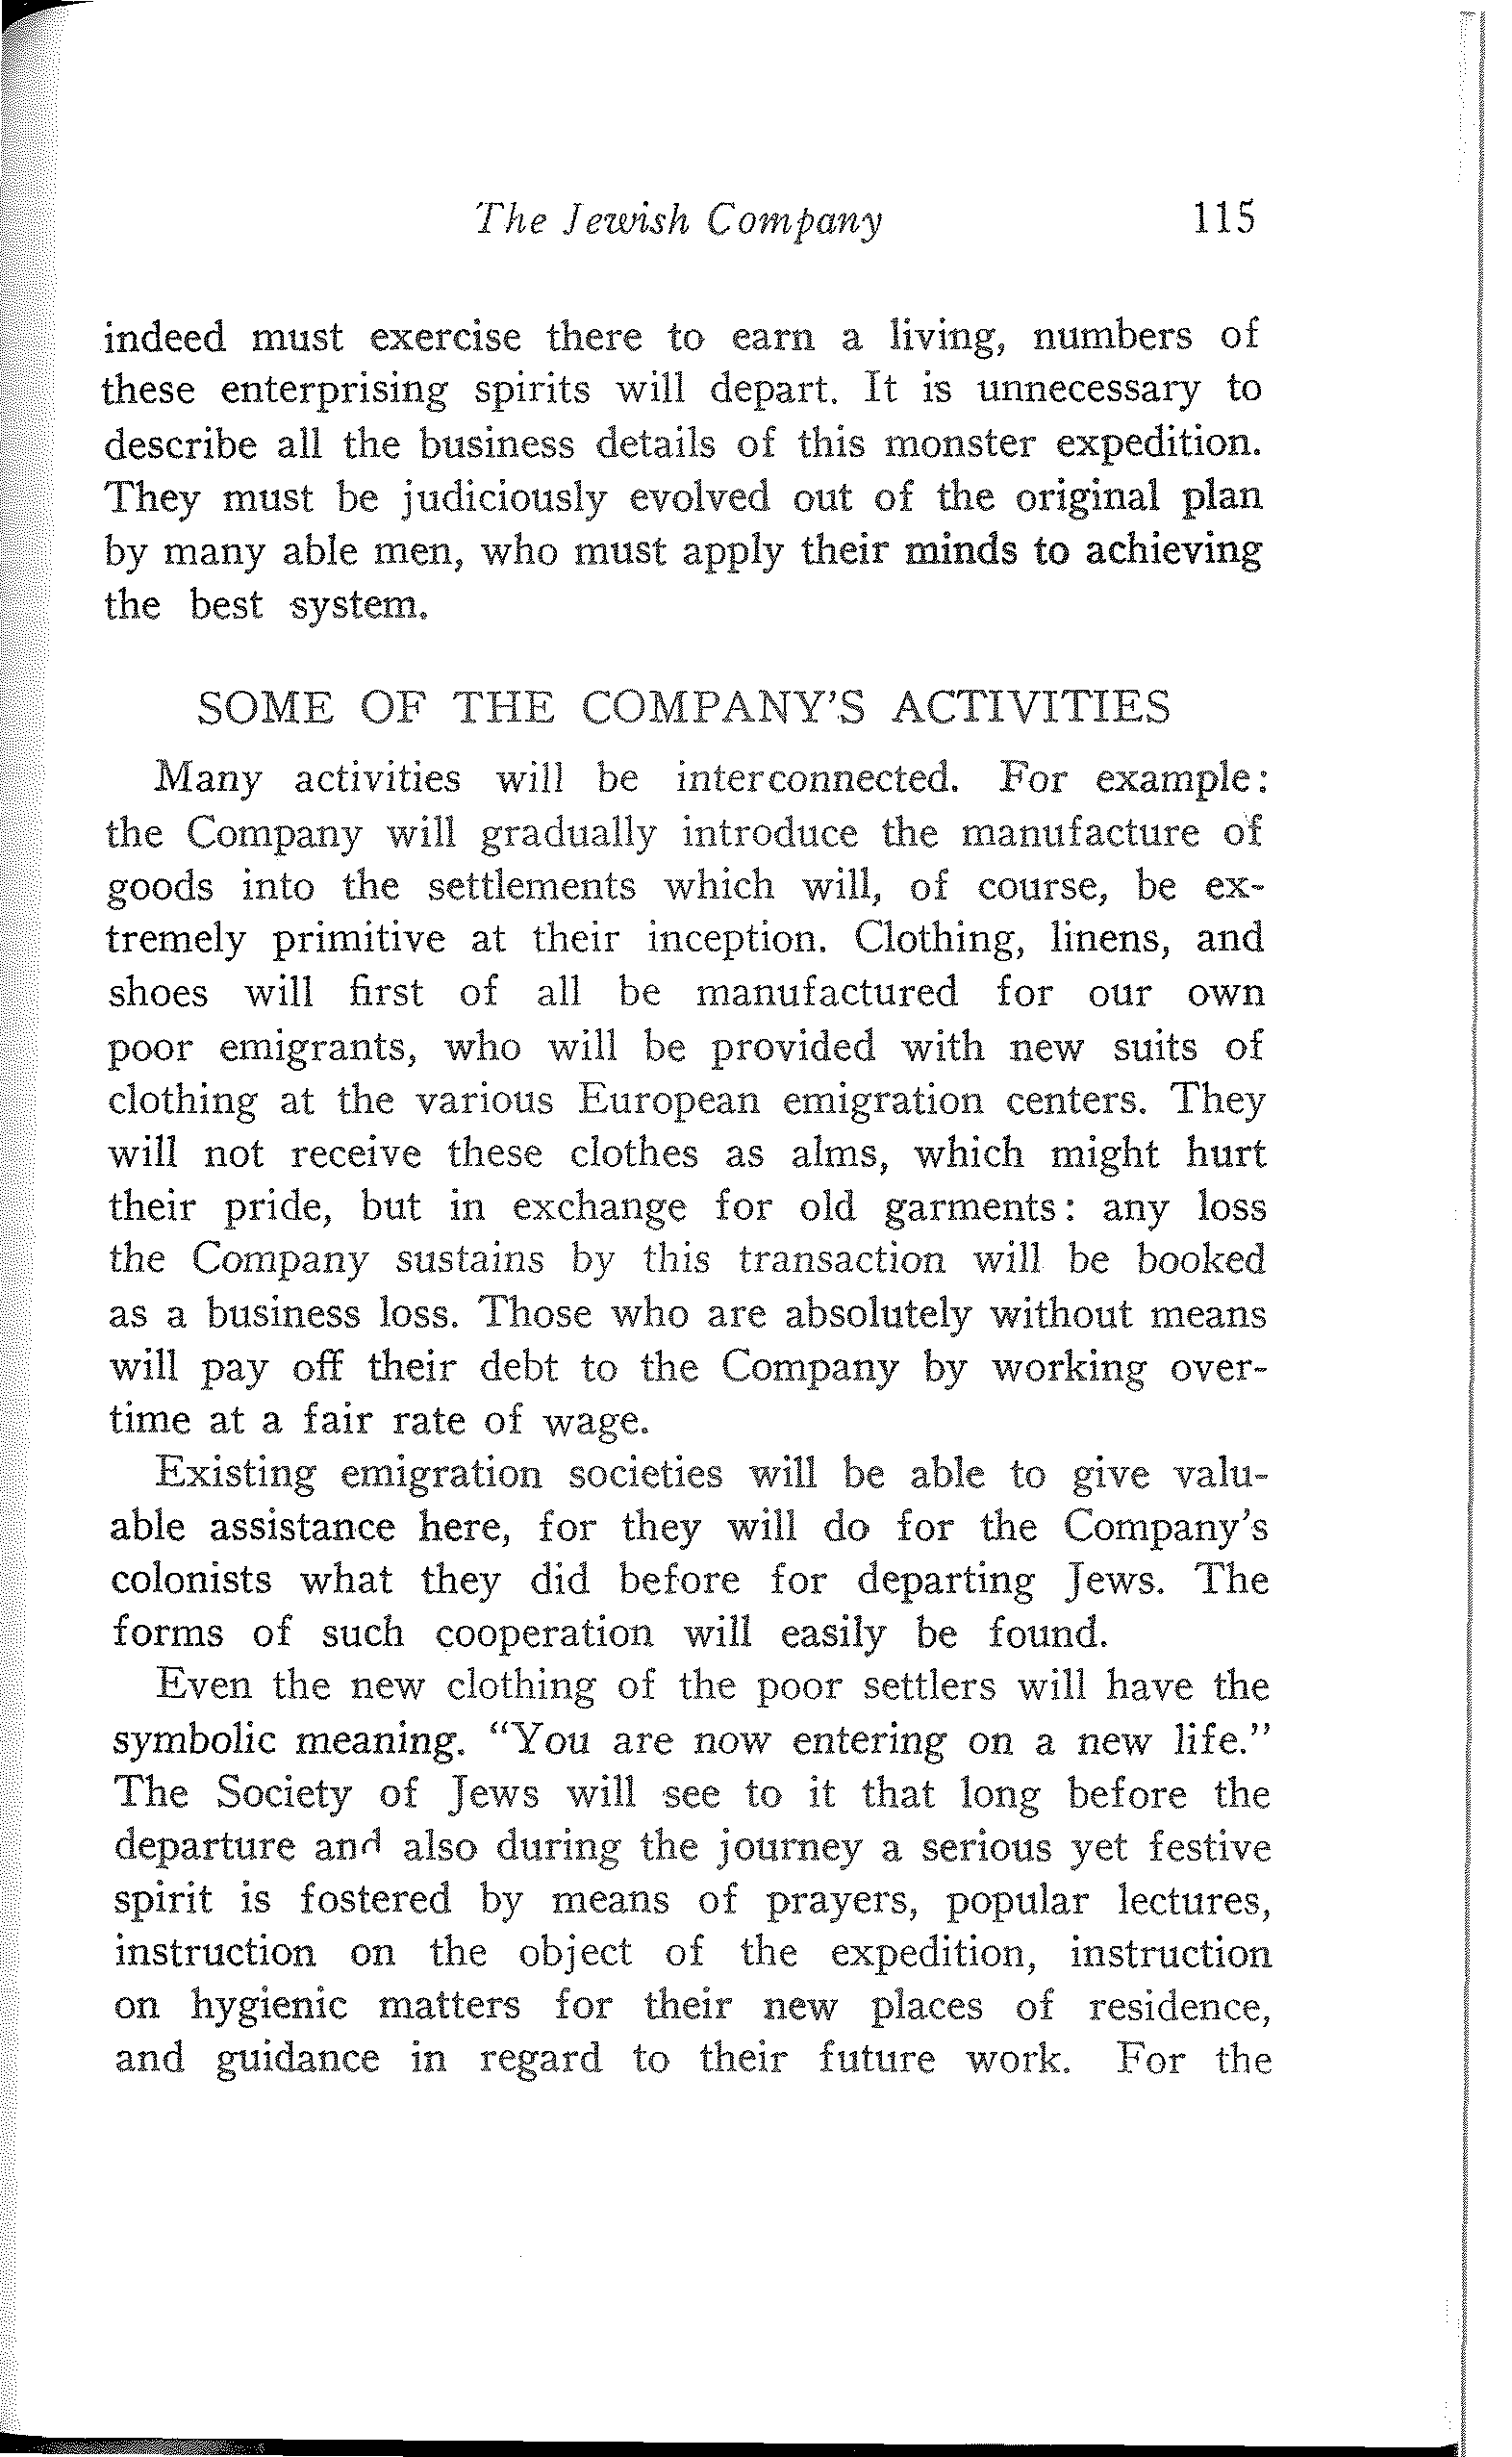 The Jewish Company 115
indeed must exercise there to earn a living, numbers of
these enterprising spirits will depart. It is unnecessary to
describe all the business details of this monster expedition.
They must be judiciously evolved out of the original plan
by many able men, who must apply their minds to achieving
the best system.
SOME OF THE COMPANY'S ACTIVITIES
Many activities will be interconnected. For example:
the Company will gradually introduce the manufacture of
goods into the settlements which will, of course, be ex-
tremely primitive at their inception. Clothing, linens, and
shoes will first of all be manufactured for our own
poor emigrants, who will be provided with new suits of
clothing at the various European emigration centers. They
will not receive these clothes as alms, which might hurt
their pride, but in exchange for old garments: any loss
the Company sustains by this transaction will be booked
as a business loss. Those who are absolutely without means
will pay off their debt to the Company by working over-
time at a fair rate of wage.
Existing emigration societies will be able to give valu-
able assistance here, for they will do for the Company's
colonists what they did before for departing Jews. The
forms of such cooperation will easily be found.
Even the new clothing of the poor settlers will have the
symbolic meaning. "You are now entering on a new life."
The Society of Jews will see to it that long before the
departure and also during the journey a serious yet festive
spirit is fostered by means of prayers, popular lectures,
instruction on the object of the expedition, instruction
on hygienic matters for their new places of residence,
and guidance in regard to their future work. For the